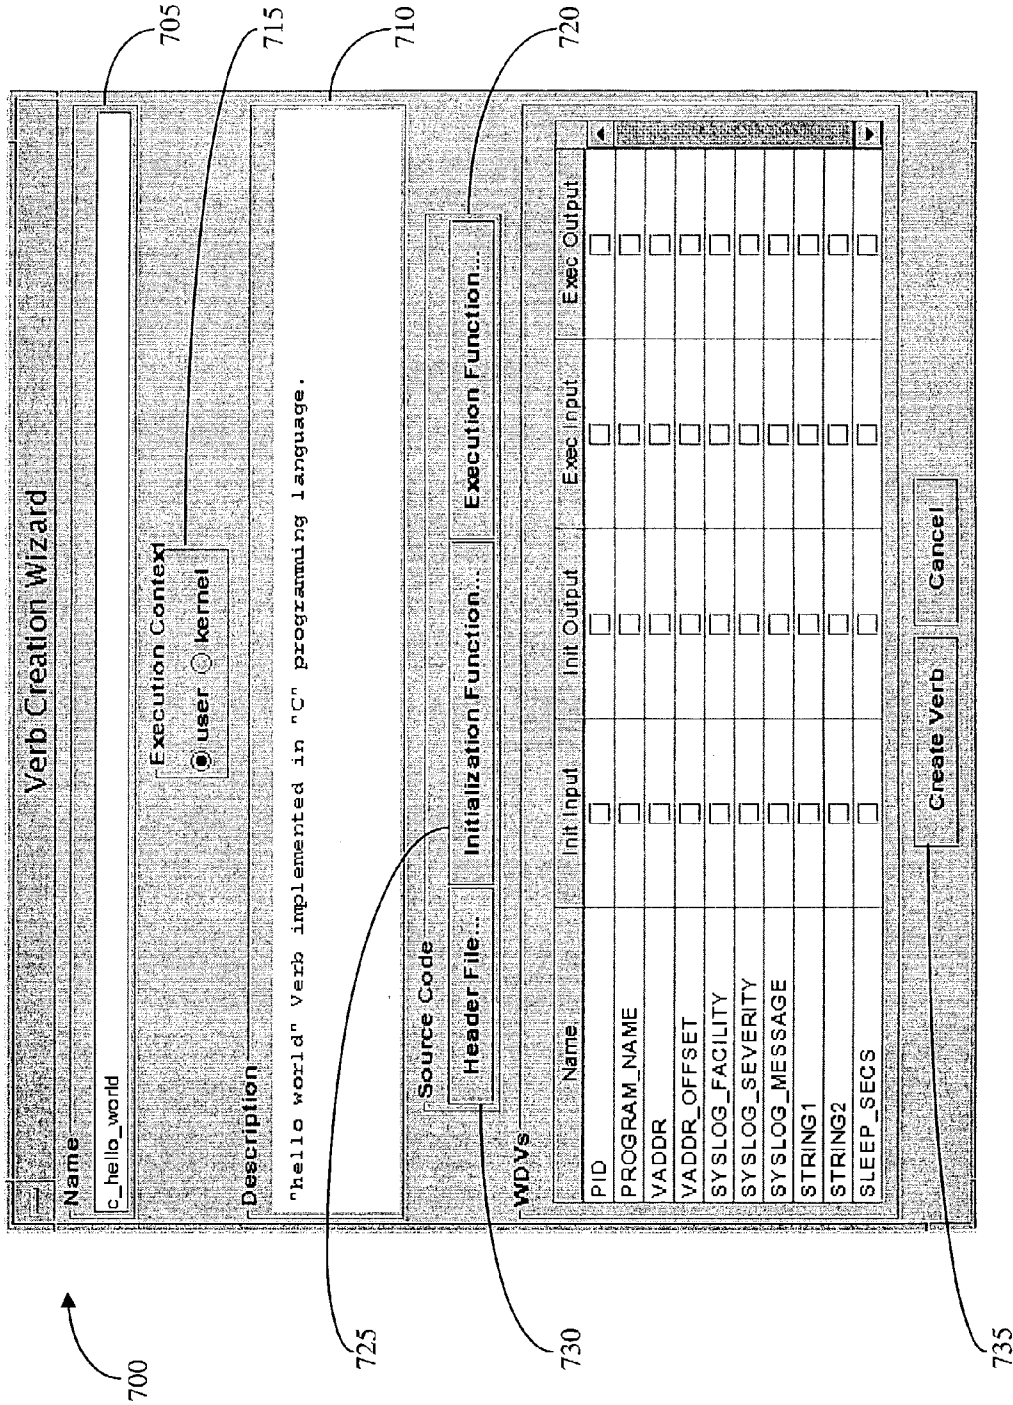 Verb Creation Wizard
Name
c_hello_world
705
Execution Context
user kernel
715
Description
"hello world" Verb implemented in "C" programming language.
710
Source Code
Header File... Initialization Function... Execution Function...
720
725
730
WDVs
Name Init Input Init Output Exec Input Exec Output
PID
PROGRAM_NAME
VADDR
VADDR_OFFSET
SYSLOG_FACILITY
SYSLOG_SEVERITY
SYSLOG_MESSAGE
STRING1
STRING2
SLEEP_SECS
Create Verb Cancel
735
700